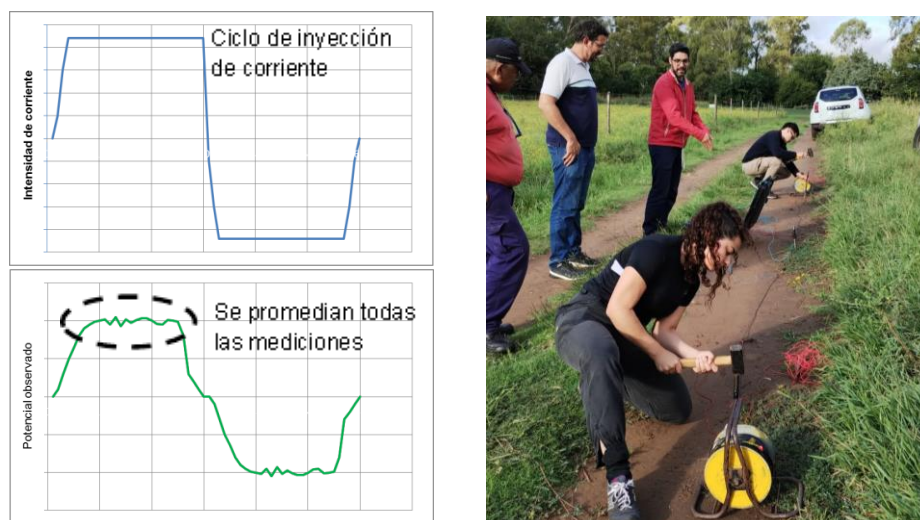 Ciclo de inyección
de corriente
Intensidad de corriente
Se promedian todas
las mediciones
Potencial observado